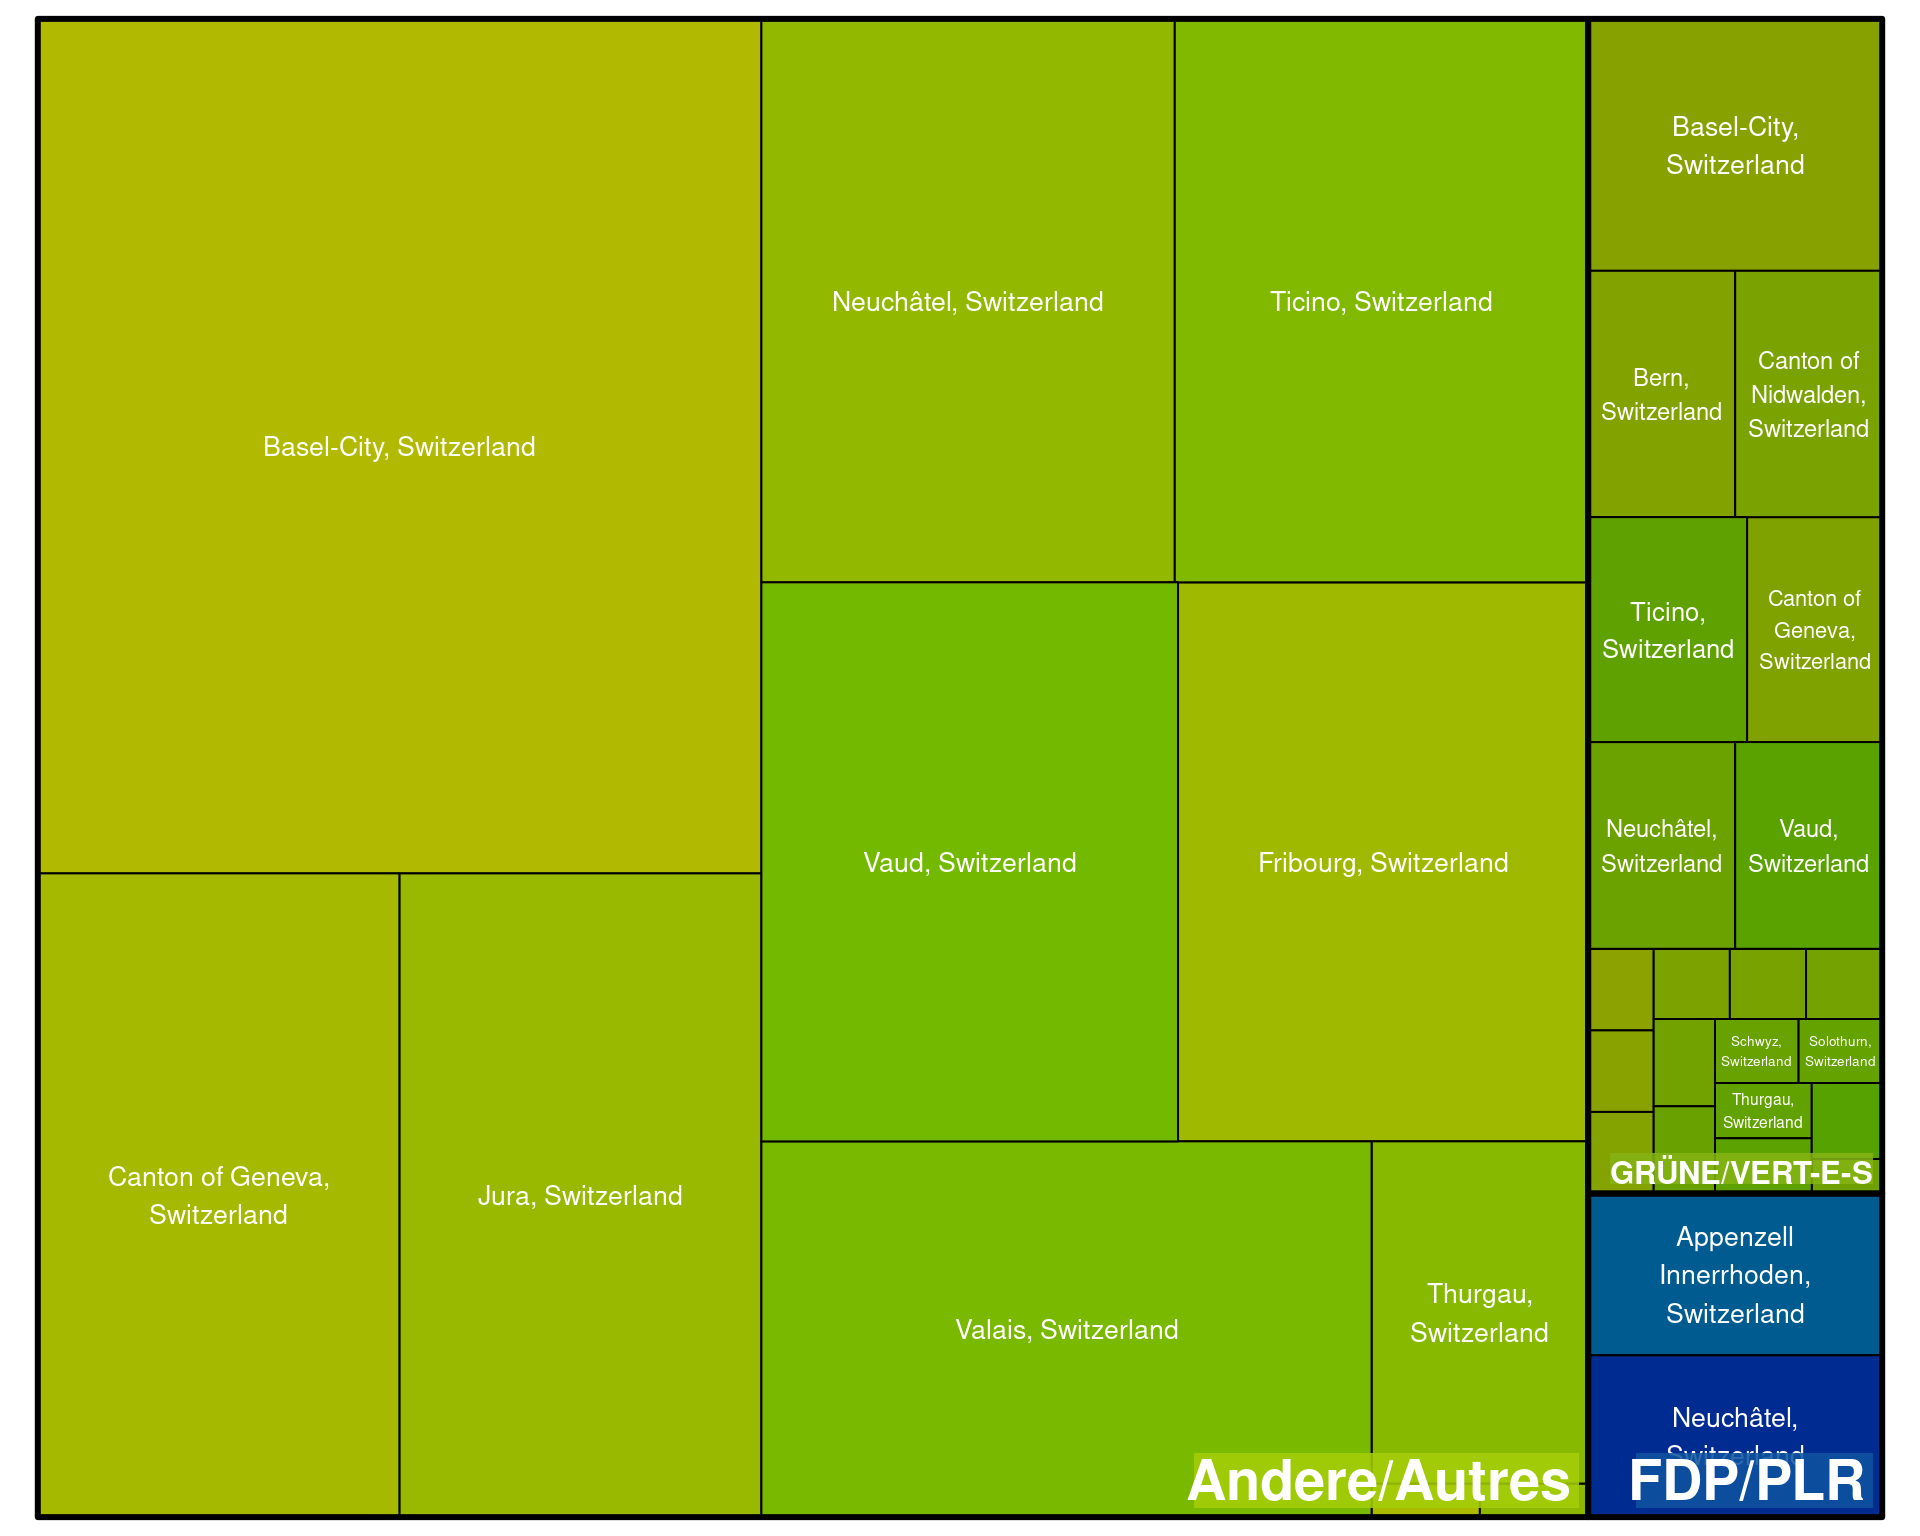 Basel-City, Switzerland
Canton of Geneva,
Switzerland
Jura, Switzerland
Neuchâtel, Switzerland
Ticino, Switzerland
Vaud, Switzerland
Fribourg, Switzerland
Valais, Switzerland
Thurgau,
Switzerland
Andere/Autres
Basel-City,
Switzerland
Bern,
Switzerland
Canton of
Nidwalden,
Switzerland
Ticino,
Switzerland
Canton of
Geneva,
Switzerland
Neuchâtel,
Switzerland
Vaud,
Switzerland
Schwyz,
Switzerland
Solothurn,
Switzerland
Thurgau,
Switzerland
GRÜNE/VERT-E-S
Appenzell
Innerrhoden,
Switzerland
Neuchâtel,
Switzerland
FDP/PLR